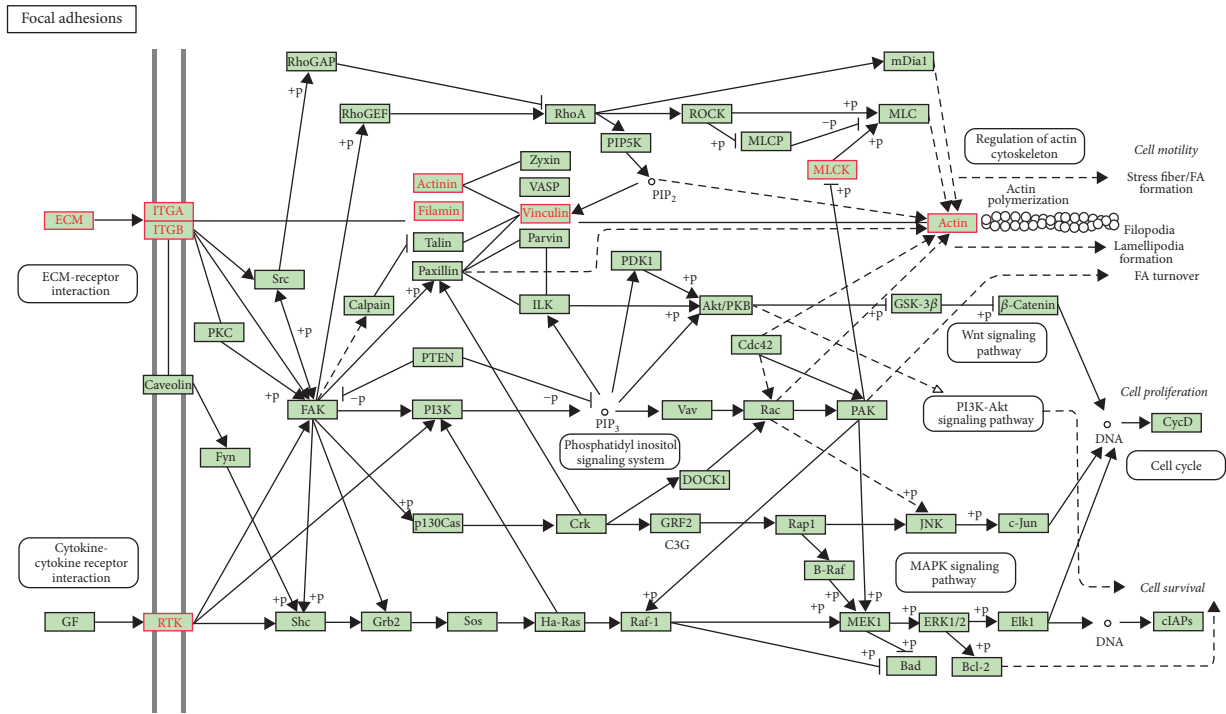 Focal adhesions
RhoGAP
mDia1
+p
RhoGEF
RhoA
ROCK
+p
MLC
−p
+p
PIP5K
+p
MLCP
+p
Regulation of actin
cytoskeleton
Cell motility
Zyxin
Actinin
VASP
MLCK
PIP2
+p
Stress fiber/FA
formation
Actin
polymerization
ECM
ITGA
ITGB
Filamin
Vinculin
Actin
Filopodia
Lamellipodia
formation
Talin
Parvin
FA turnover
ECM-receptor
interaction
Src
Paxillin
+p
PDK1
+p
Calpain
ILK
+p
Akt/PKB
GSK-3β
+p
+p
β-Catenin
PKC
+p
Wnt signaling
pathway
PTEN
Cdc42
Caveolin
+p
−p
−p
Cell proliferation
FAK
PI3K
PIP3
Vav
Rac
PAK
PI3K-Akt
signaling pathway
CycD
DNA
Phosphatidyl inositol
signaling system
Fyn
Cell cycle
DOCK1
+p
+p
p130Cas
Crk
GRF2
C3G
Rap1
JNK
+p
c-Jun
Cytokine-
cytokine receptor
interaction
B-Raf
MAPK signaling
pathway
Cell survival
+p
+p
+p
+p
+p
+p
+p
GF
RTK
Shc
Grb2
Sos
Ha-Ras
Raf-1
MEK1
ERK1/2
Elk1
DNA
cIAPs
+p
+p
+p
Bad
Bcl-2